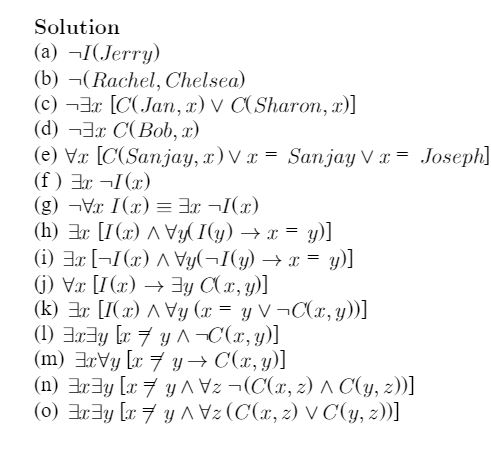 Solution
(a) ¬I(Jerry)
(b) ¬(Rachel, Chelsea)
(c) ¬∃x [C(Jan, x) ∨ C(Sharon, x)]
(d) ¬∃x C(Bob, x)
(e) ∀x [C(Sanjay, x) ∨ x = Sanjay ∨ x = Joseph]
(f ) ∃x ¬I(x)
(g) ¬∀x I(x) ≡ ∃x ¬I(x)
(h) ∃x [I(x) ∧ ∀y(I(y) → x = y)]
(i) ∃x [¬I(x) ∧ ∀y(¬I(y) → x = y)]
(j) ∀x [I(x) → ∃y C(x, y)]
(k) ∃x [I(x) ∧ ∀y (x = y ∨ ¬C(x, y))]
(l) ∃x∃y [x ≠ y ∧ ¬C(x, y)]
(m) ∃x∀y [x ≠ y → C(x, y)]
(n) ∃x∃y [x ≠ y ∧ ∀z ¬(C(x, z) ∧ C(y, z))]
(o) ∃x∃y [x ≠ y ∧ ∀z (C(x, z) ∨ C(y, z))]